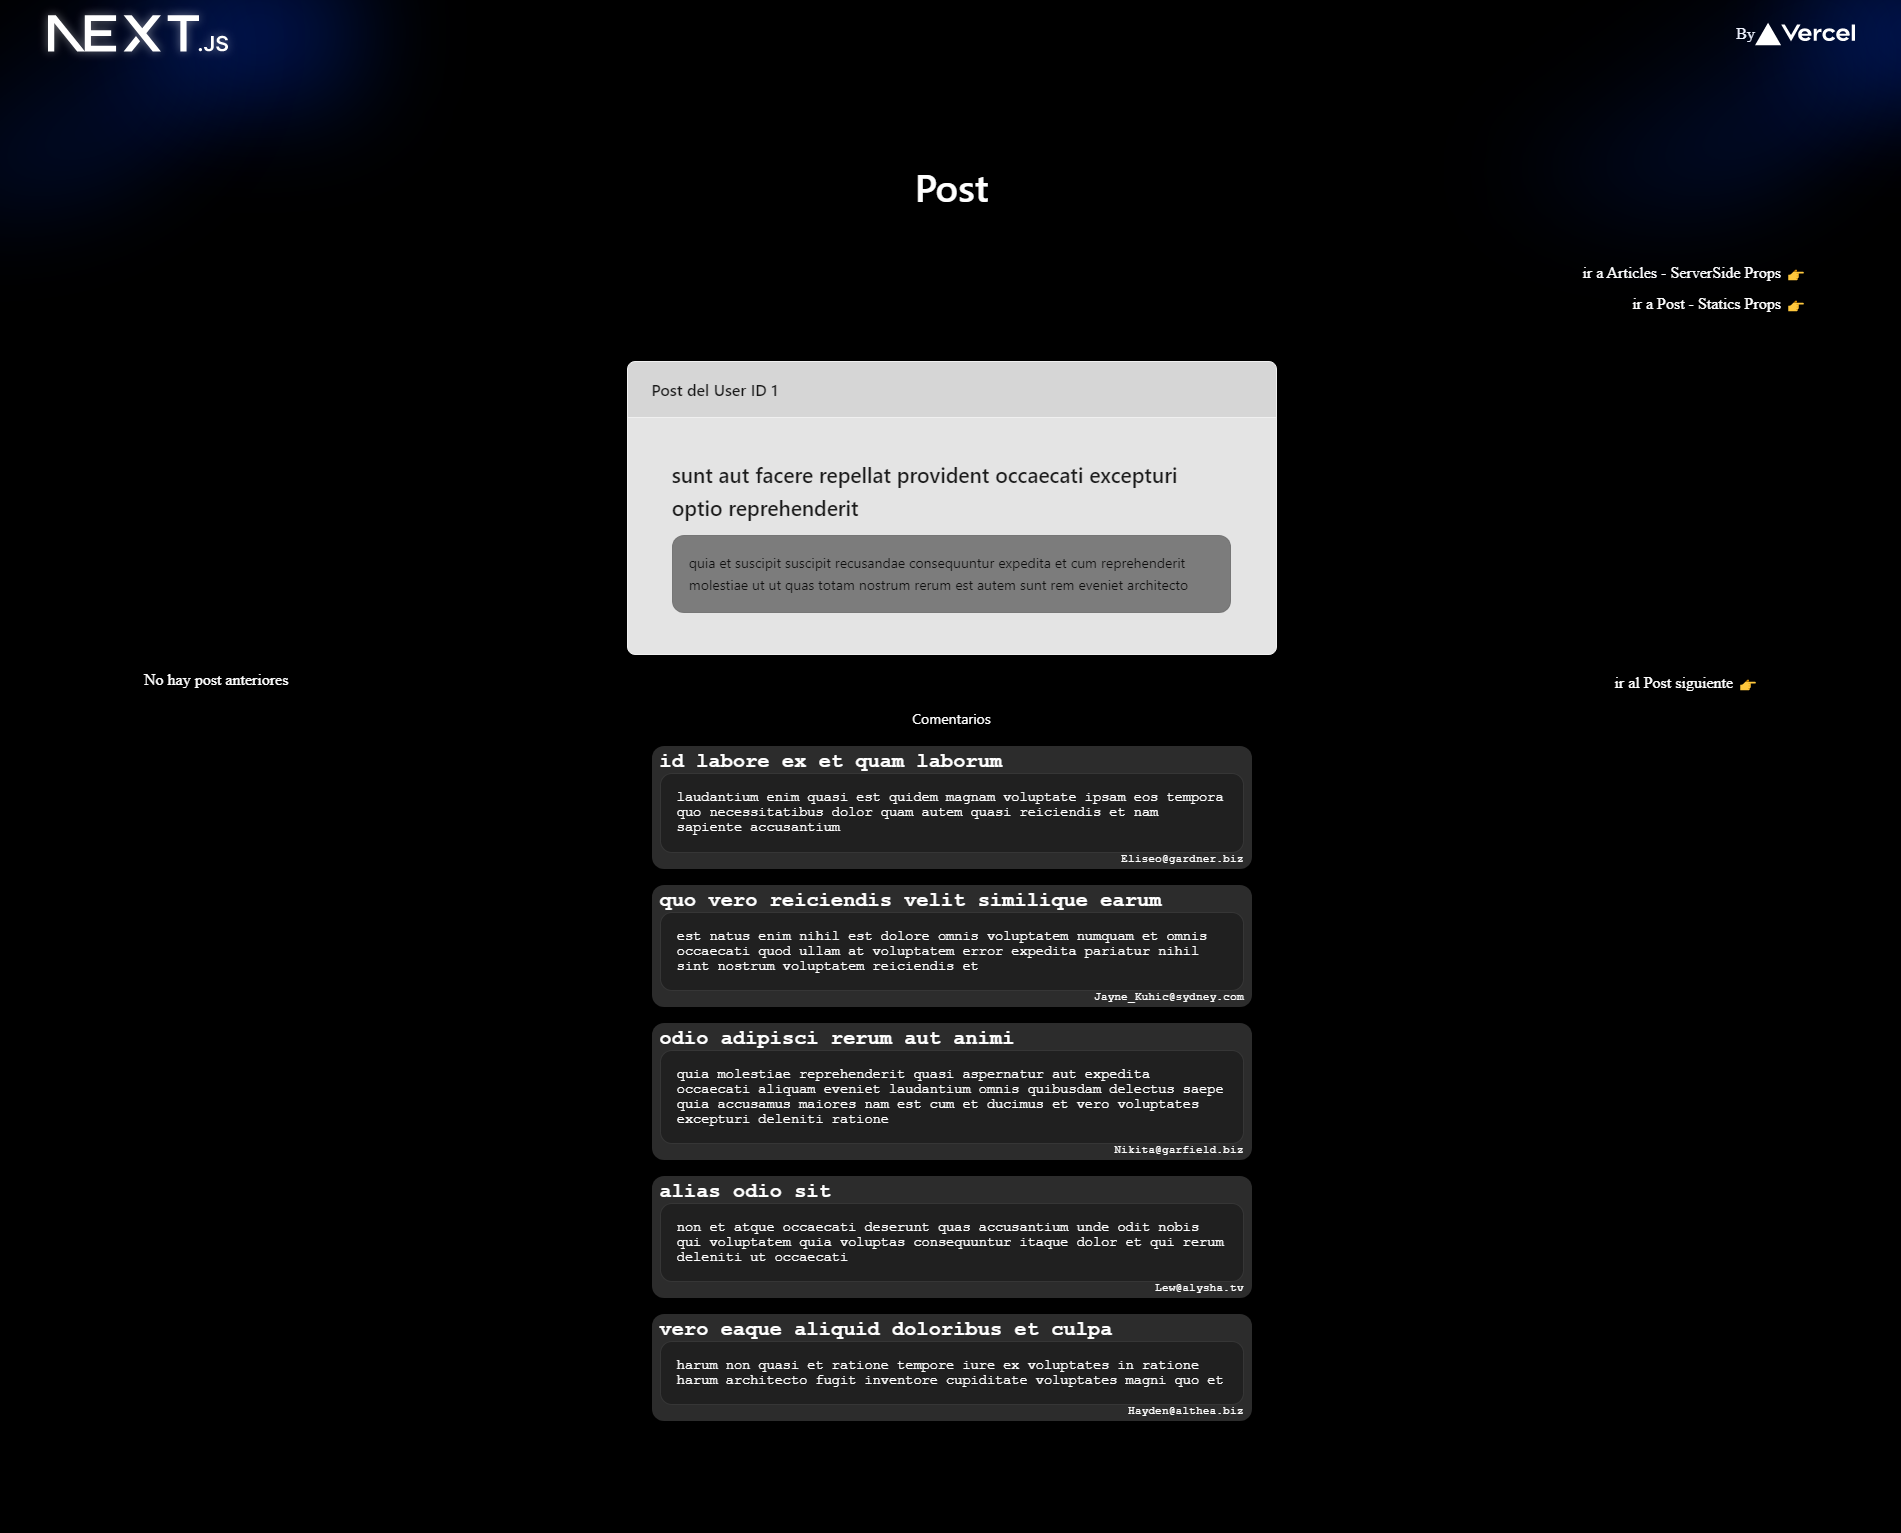 NEXT.JS
By Vercel
Post
ir a Articles - ServerSide Props 👉
ir a Post - Statics Props 👉
Post del User ID 1
sunt aut facere repellat provident occaecati excepturi
optio reprehenderit
quia et suscipit suscipit recusandae consequuntur expedita et cum reprehenderit
molestiae ut ut quas totam nostrum rerum est autem sunt rem eveniet architecto
No hay post anteriores
ir al Post siguiente 👉
Comentarios
id labore ex et quam laborum
laudantium enim quasi est quidem magnam voluptate ipsam eos tempora
quo necessitatibus dolor quam autem quasi reiciendis et nam
sapiente accusantium
Eliseo@gardner.biz
quo vero reiciendis velit similique earum
est natus enim nihil est dolore omnis voluptatem numquam et omnis
occaecati quod ullam at voluptatem error expedita pariatur nihil
sint nostrum voluptatem reiciendis et
Jayne_Kuhic@sydney.com
odio adipisci rerum aut animi
quia molestiae reprehenderit quasi aspernatur aut expedita
occaecati aliquam eveniet laudantium omnis quibusdam delectus saepe
quia accusamus maiores nam est cum et ducimus et vero voluptates
excepturi deleniti ratione
Nikita@garfield.biz
alias odio sit
non et atque occaecati deserunt quas accusantium unde odit nobis
qui voluptatem quia voluptas consequuntur itaque dolor et qui rerum
deleniti ut occaecati
Lew@alysha.tv
vero eaque aliquid doloribus et culpa
harum non quasi et ratione tempore iure ex voluptates in ratione
harum architecto fugit inventore cupiditate voluptates magni quo et
Hayden@althea.biz